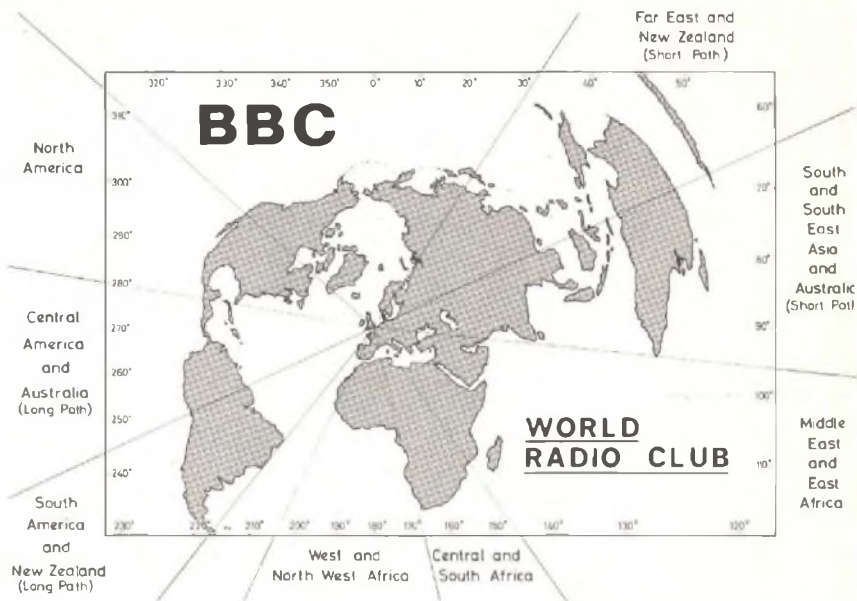 Far East and
New Zealand
(Short Path)
320° 330° 340° 350° 0° 10° 20° 30° 40° 50°
BBC
310°
300°
290°
280°
270°
260°
250°
240°
North
America
Central
America
and
Australia
(Long Path)
South
America
and
New Zealand
(Long Path)
60°
70°
80°
90°
100°
110°
South
and
South
East
Asia
and
Australia
(Short Path
Middle
East
and
East
Africa
WORLD
RADIO CLUB
230° 220° 210° 200° 190° 180° 170° 160° 150° 140° 130° 120°
West and
North West Africa
Central and
South Africa